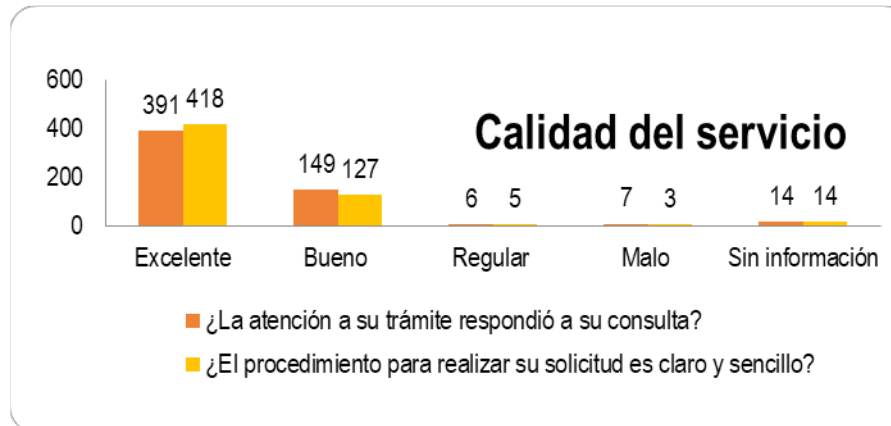 Calidad del servicio
600
400
200
0
391 418
149 127
6 5
7 3
14 14
Excelente Bueno Regular Malo Sin información
¿La atención a su trámite respondió a su consulta?
¿El procedimiento para realizar su solicitud es claro y sencillo?